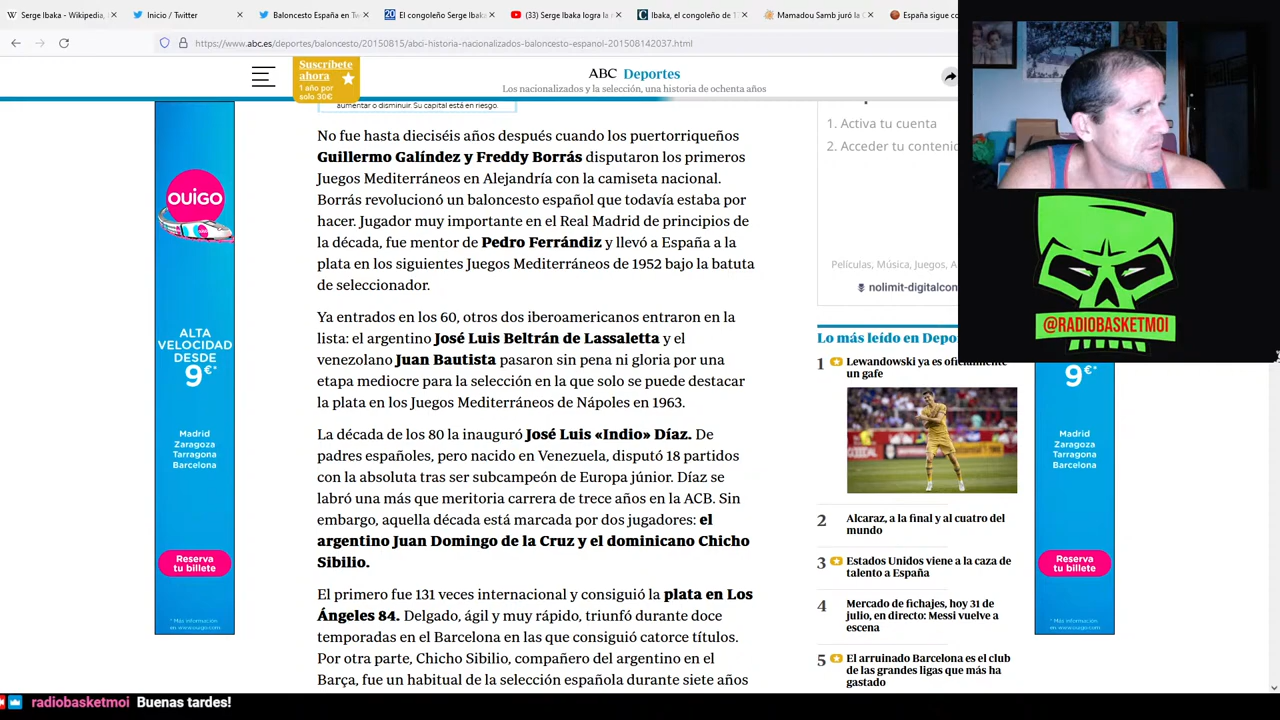 Serge Ibaka - Wikipedia, l
Inicio / Twitter
Baloncesto España en Tw
El congoleño Serge Ibaka
(33) Serge Ibaka logra la
Ibaka, el congoleño de 1
Mamadou Samb juró la C
España sigue co
https://www.abc.es/deportes/baloncesto/20150815/abci-historia-nacionalizados-baloncesto-espanol-201508142037.html
Suscríbete
ahora
1 año por
solo 30€
ABC Deportes
Los nacionalizados y la selección, una historia de ochenta años
aumentar o disminuir. Su capital está en riesgo.
No fue hasta dieciséis años después cuando los puertorriqueños
Guillermo Galíndez y Freddy Borrás disputaron los primeros
Juegos Mediterráneos en Alejandría con la camiseta nacional.
Borrás revolucionó un baloncesto español que todavía estaba por
hacer. Jugador muy importante en el Real Madrid de principios de
la década, fue mentor de Pedro Ferrándiz y llevó a España a la
plata en los siguientes Juegos Mediterráneos de 1952 bajo la batuta
de seleccionador.
Ya entrados en los 60, otros dos iberoamericanos entraron en la
lista: el argentino José Luis Beltrán de Lassaletta y el
venezolano Juan Bautista pasaron sin pena ni gloria por una
etapa mediocre para la selección en la que solo se puede destacar
la plata en los Juegos Mediterráneos de Nápoles en 1963.
La década de los 80 la inauguró José Luis «Indio» Díaz. De
padres españoles, pero nacido en Venezuela, disputó 18 partidos
con la absoluta tras ser subcampeón de Europa júnior. Díaz se
labró una más que meritoria carrera de trece años en la ACB. Sin
embargo, aquella década está marcada por dos jugadores: el
argentino Juan Domingo de la Cruz y el dominicano Chicho
Sibilio.
El primero fue 131 veces internacional y consiguió la plata en Los
Ángeles 84. Delgado, ágil y muy rápido, triunfó durante doce
temporadas en el Barcelona en las que consiguió catorce títulos.
Por otra parte, Chicho Sibilio, compañero del argentino en el
Barça, fue un habitual de la selección española durante siete años
OUIGO
ALTA
VELOCIDAD
DESDE
9€*
Madrid
Zaragoza
Tarragona
Barcelona
Reserva
tu billete
* Más información
en www.ouigo.com
1. Activa tu cuenta
2. Acceder tu conteni
Películas, Música, Juegos, A
nolimit-digitalcon
Lo más leído en Depo
1 Lewandowski ya es oficialmente
un gafe
2 Alcaraz, a la final y al cuatro del
mundo
3 Estados Unidos viene a la caza de
talento a España
4 Mercado de fichajes, hoy 31 de
julio, en directo: Messi vuelve a
escena
5 El arruinado Barcelona es el club
de las grandes ligas que más ha
gastado
@RADIOBASKETMOI
9€*
Madrid
Zaragoza
Tarragona
Barcelona
Reserva
tu billete
* Más información
en www.ouigo.com
radiobasketmoi Buenas tardes!